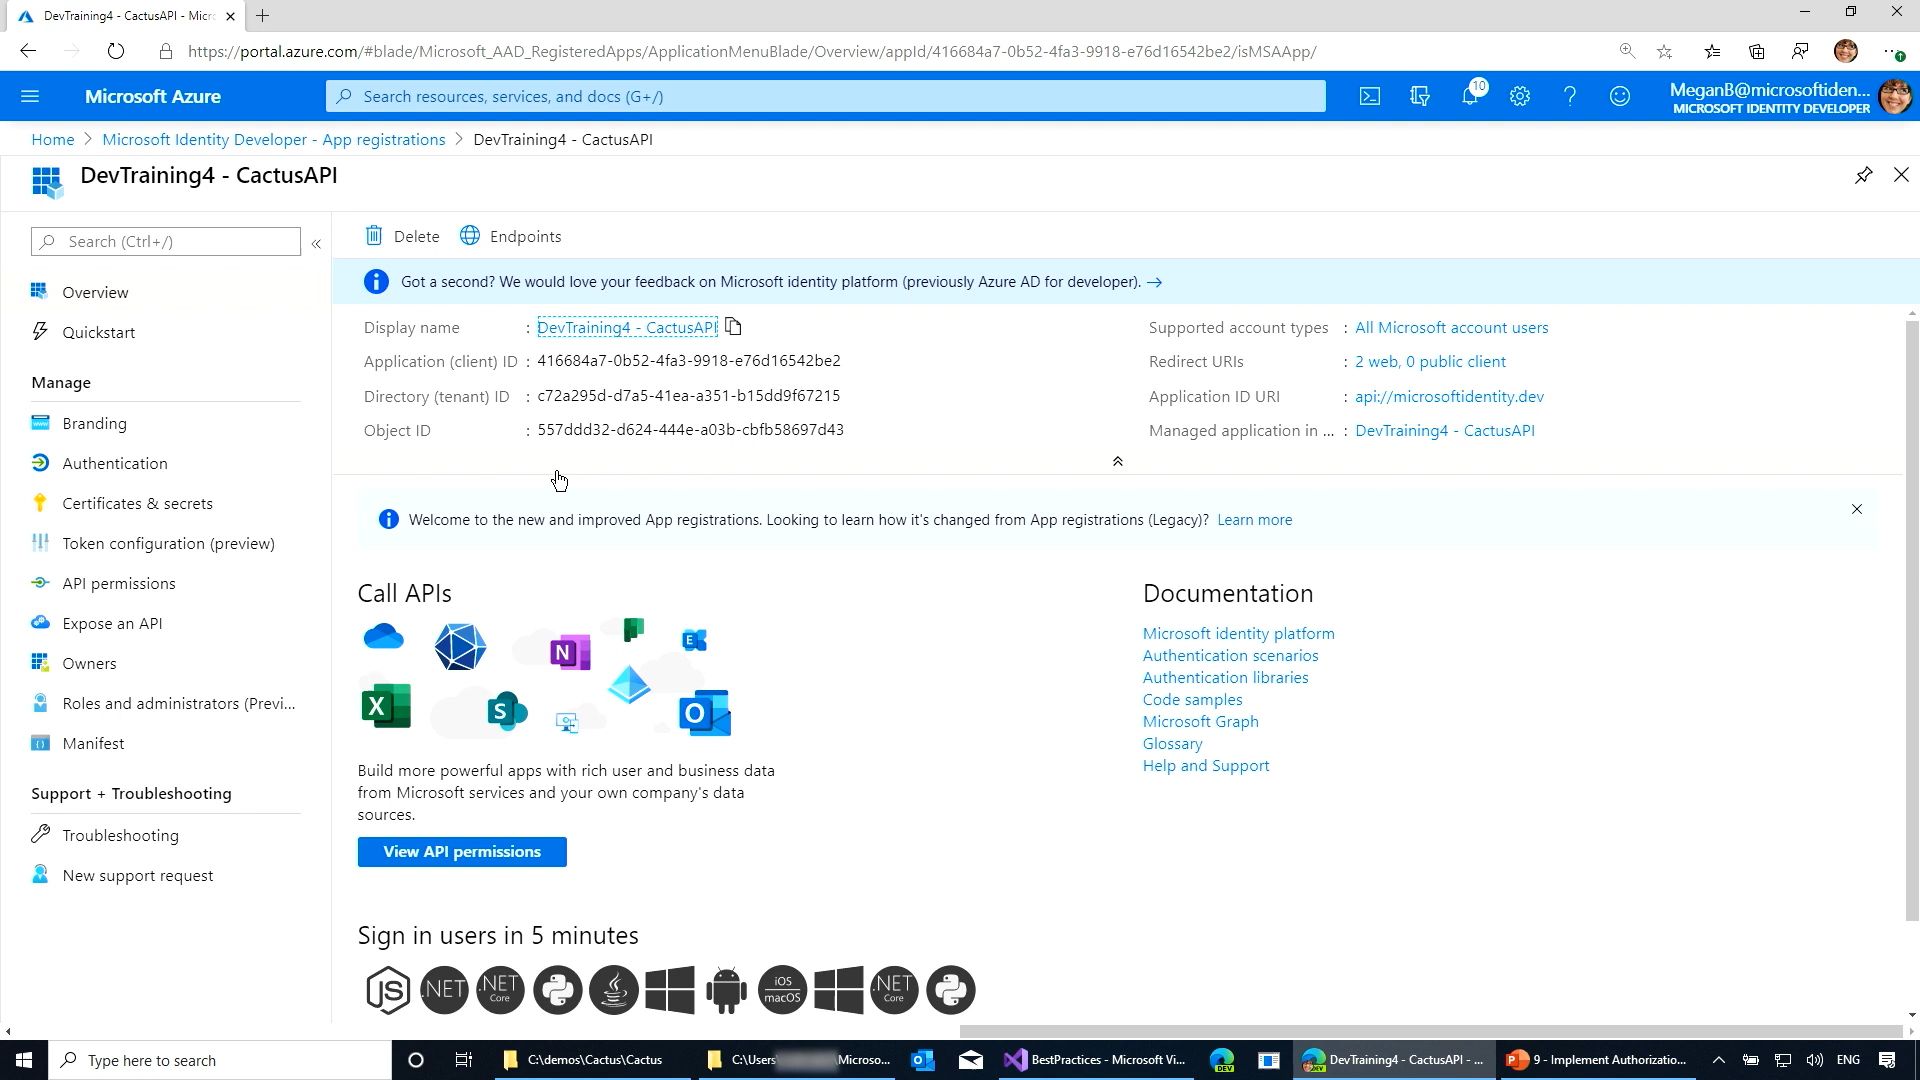 DevTraining4 - CactusAPI - Micr
https://portal.azure.com/#blade/Microsoft_AAD_RegisteredApps/ApplicationMenuBlade/Overview/appId/416684a7-0b52-4fa3-9918-e76d16542be2/isMSAApp/
Microsoft Azure
Search resources, services, and docs (G+/)
10
MeganB@microsoftiden...
MICROSOFT IDENTITY DEVELOPER
Home > Microsoft Identity Developer - App registrations > DevTraining4 - CactusAPI
DevTraining4 - CactusAPI
Search (Ctrl+/)
Overview
Quickstart
Manage
Branding
Authentication
Certificates & secrets
Token configuration (preview)
API permissions
Expose an API
Owners
Roles and administrators (Previ...
Manifest
Support + Troubleshooting
Troubleshooting
New support request
Delete
Endpoints
Got a second? We would love your feedback on Microsoft identity platform (previously Azure AD for developer). →
Display name : DevTraining4 - CactusAPI
Application (client) ID : 416684a7-0b52-4fa3-9918-e76d16542be2
Directory (tenant) ID : c72a295d-d7a5-41ea-a351-b15dd9f67215
Object ID : 557ddd32-d624-444e-a03b-cbfb58697d43
Supported account types : All Microsoft account users
Redirect URIs : 2 web, 0 public client
Application ID URI : api://microsoftidentity.dev
Managed application in ... : DevTraining4 - CactusAPI
Welcome to the new and improved App registrations. Looking to learn how it's changed from App registrations (Legacy)? Learn more
Call APIs
N
E
X
S
O
Build more powerful apps with rich user and business data
from Microsoft services and your own company's data
sources.
View API permissions
Documentation
Microsoft identity platform
Authentication scenarios
Authentication libraries
Code samples
Microsoft Graph
Glossary
Help and Support
Sign in users in 5 minutes
JS
.NET
.NET Core
iOS macOS
.NET Core
Type here to search
C:\demos\Cactus\Cactus
C:\Users\
Microso...
BestPractices - Microsoft Vi...
DEV
DevTraining4 - CactusAPI - ...
9 - Implement Authorizatio...
ENG